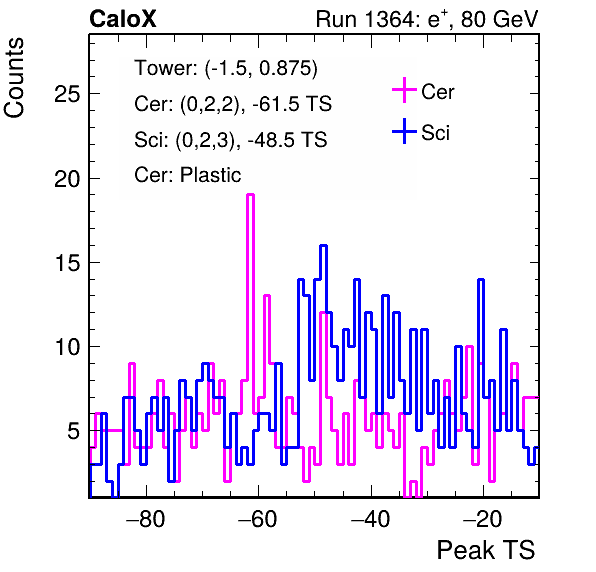 CaloX Run 1364: e⁺, 80 GeV
Counts
Tower: (-1.5, 0.875)
Cer: (0,2,2), -61.5 TS
Sci: (0,2,3), -48.5 TS
Cer: Plastic
Cer
Sci
25
20
15
10
5
−80 −60 −40 −20
Peak TS